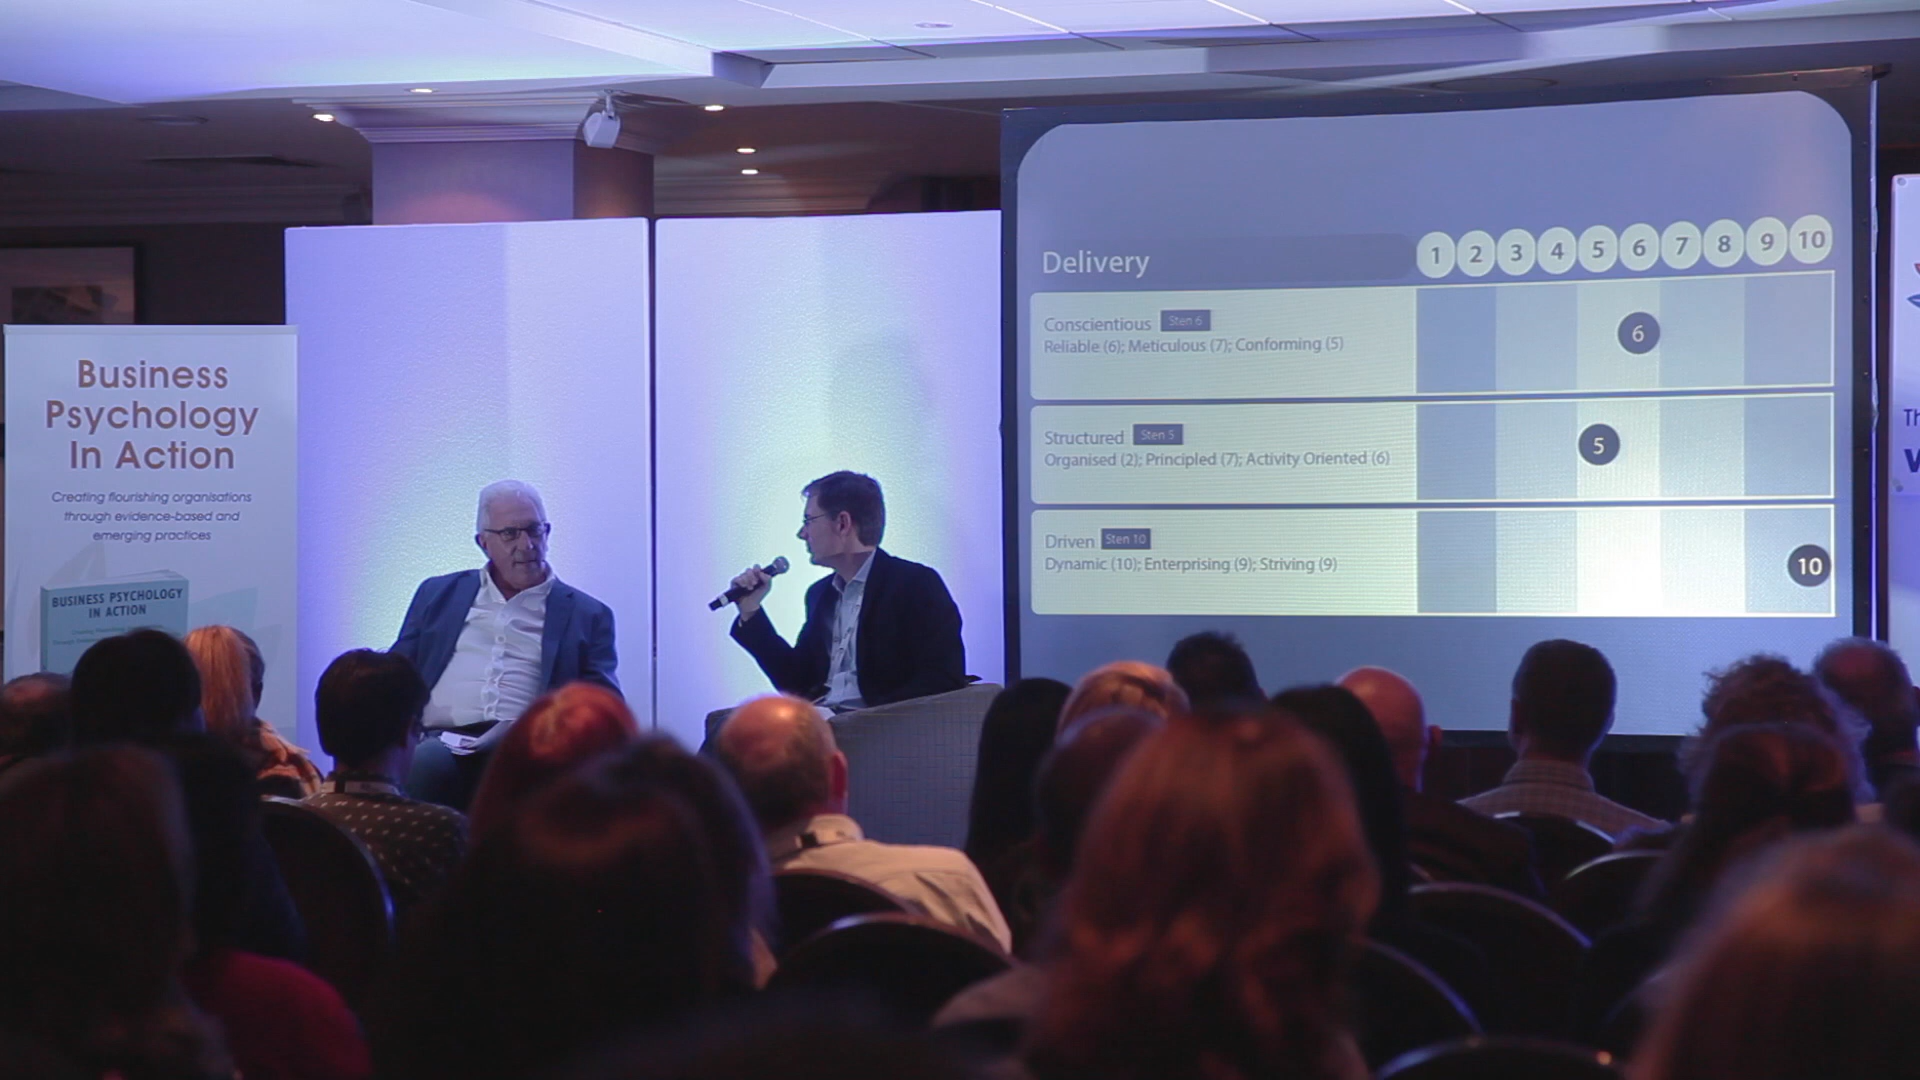 Business
Psychology
In Action
Creating flourishing organisations
through evidence-based and
emerging practices
BUSINESS PSYCHOLOGY
IN ACTION
Delivery
1 2 3 4 5 6 7 8 9 10
Conscientious Sten 6
Reliable (6); Meticulous (7); Conforming (5)
6
Structured Sten 5
Organised (2); Principled (7); Activity Oriented (6)
5
Driven Sten 10
Dynamic (10); Enterprising (9); Striving (9)
10